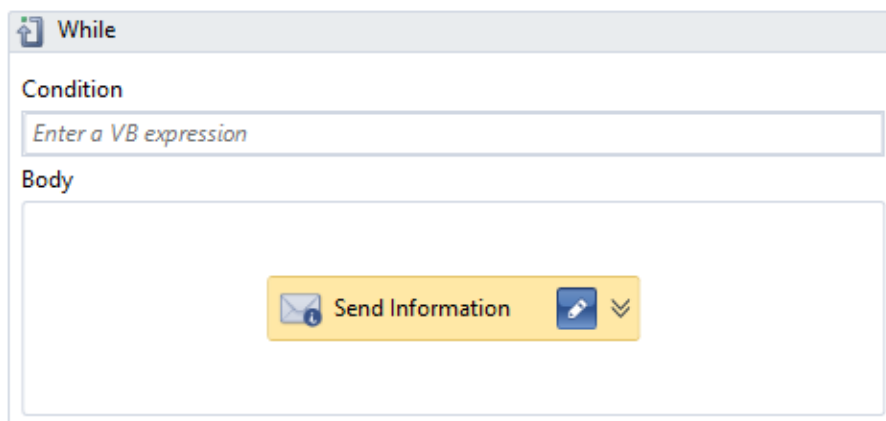 While
Condition
Enter a VB expression
Body
Send Information